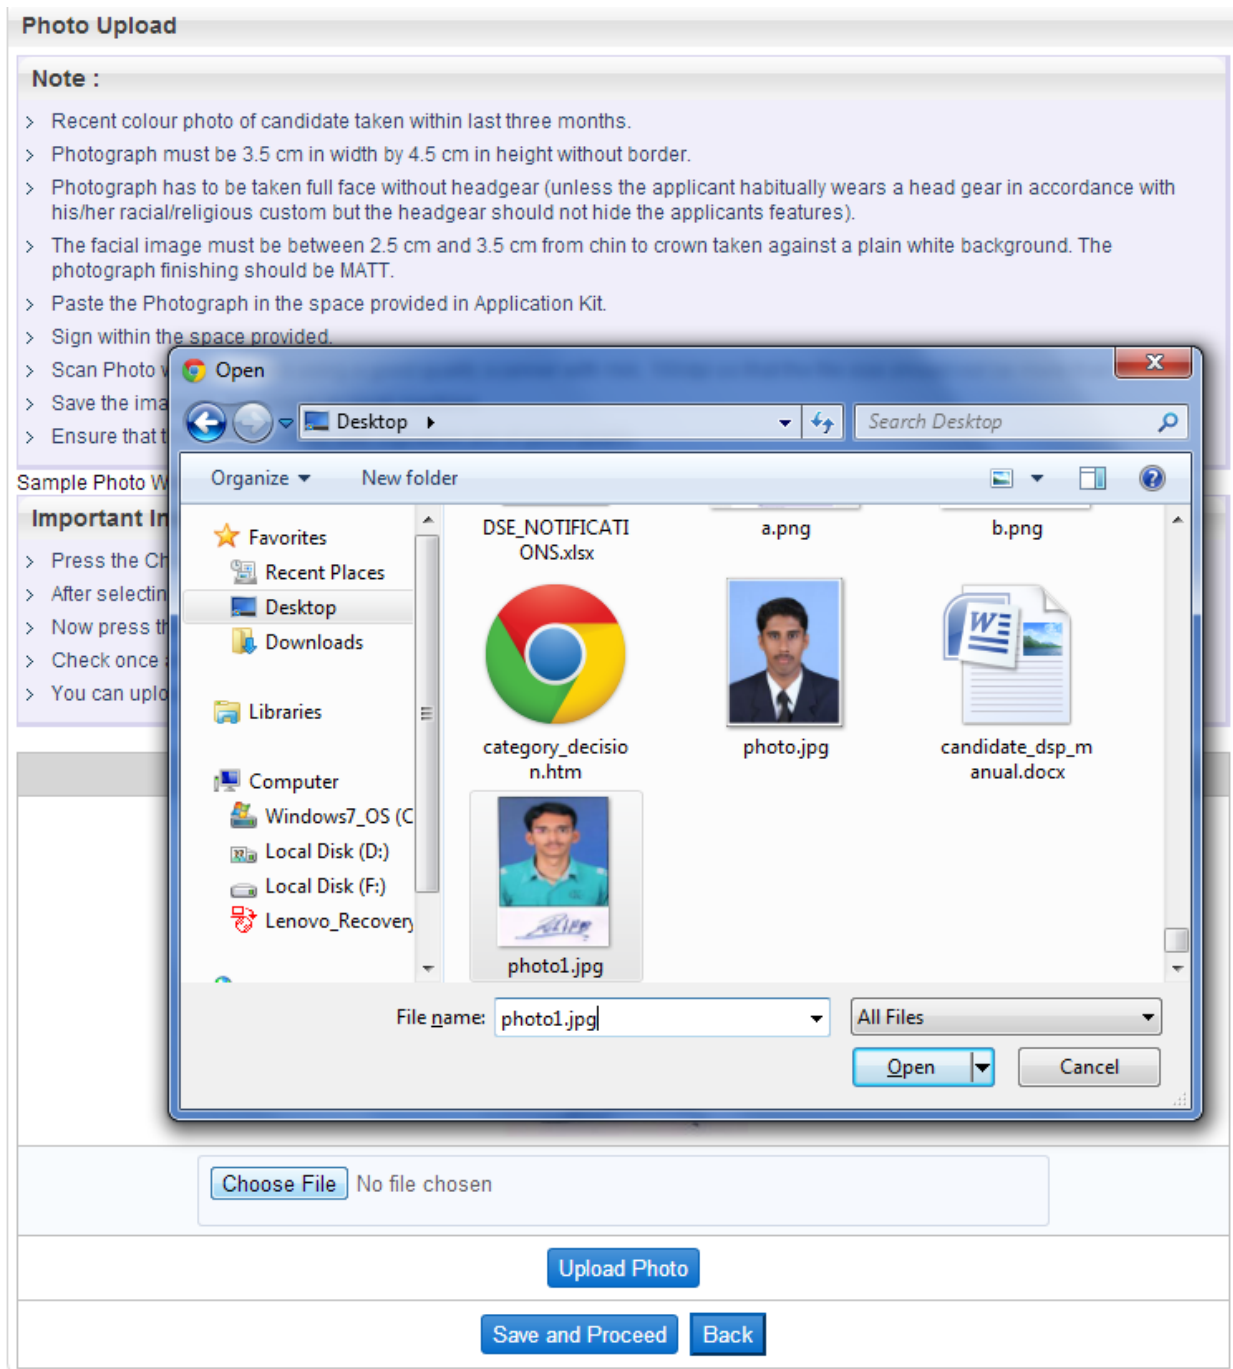 Photo Upload
Note :
> Recent colour photo of candidate taken within last three months.
> Photograph must be 3.5 cm in width by 4.5 cm in height without border.
> Photograph has to be taken full face without headgear (unless the applicant habitually wears a head gear in accordance with
his/her racial/religious custom but the headgear should not hide the applicants features).
> The facial image must be between 2.5 cm and 3.5 cm from chin to crown taken against a plain white background. The
photograph finishing should be MATT.
> Paste the Photograph in the space provided in Application Kit.
> Sign within the space provided.
> Scan Photo
> Save the ima
> Ensure that t
Sample Photo W
Important In
> Press the Ch
> After selectin
> Now press th
> Check once
> You can uplo
Open
Desktop
Search Desktop
Organize
New folder
Favorites
Recent Places
Desktop
Downloads
Libraries
Computer
Windows7_OS (C
Local Disk (D:)
Local Disk (F:)
Lenovo_Recovery
DSE_NOTIFICATI
ONS.xlsx
a.png
b.png
category_decisio
n.htm
photo.jpg
candidate_dsp_m
anual.docx
photo1.jpg
File name: photo1.jpg
All Files
Open
Cancel
Choose File No file chosen
Upload Photo
Save and Proceed
Back